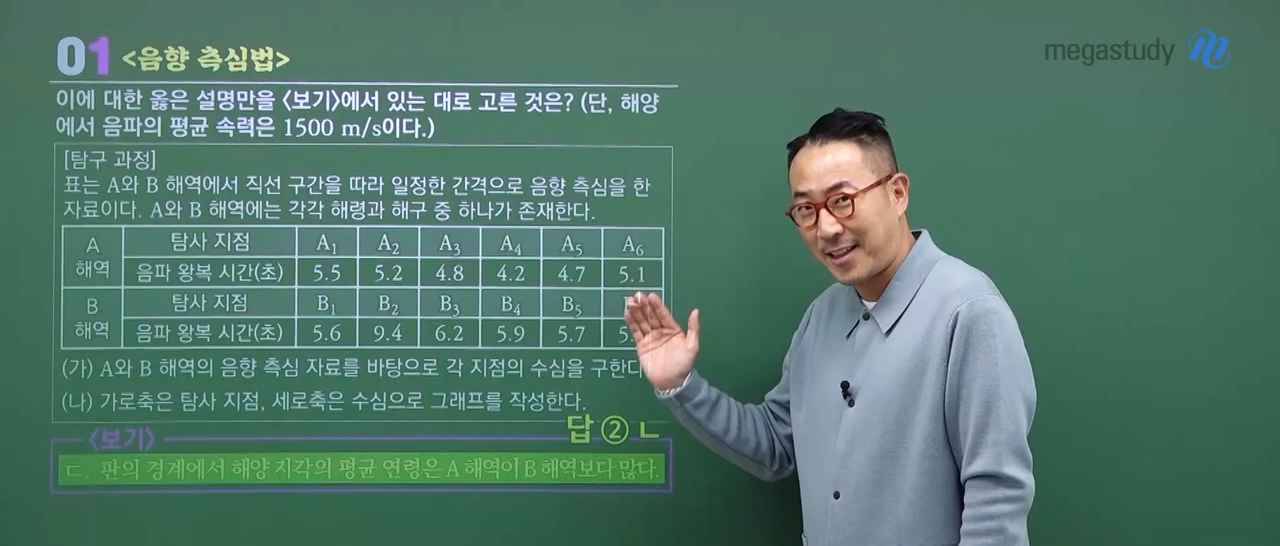 01 <음향 측심법>
megastudy
이에 대한 옳은 설명만을 <보기>에서 있는 대로 고른 것은? (단, 해양
에서 음파의 평균 속력은 1500 m/s이다.)
[탐구 과정]
표는 A와 B 해역에서 직선 구간을 따라 일정한 간격으로 음향 측심을 한
자료이다. A와 B 해역에는 각각 해령과 해구 중 하나가 존재한다.
A 해역 탐사 지점 A₁ A₂ A₃ A₄ A₅ A₆
음파 왕복 시간(초) 5.5 5.2 4.8 4.2 4.7 5.1
B 해역 탐사 지점 B₁ B₂ B₃ B₄ B₅
음파 왕복 시간(초) 5.6 9.4 6.2 5.9 5.7
(가) A와 B 해역의 음향 측심 자료를 바탕으로 각 지점의 수심을 구한다
(나) 가로축은 탐사 지점, 세로축은 수심으로 그래프를 작성한다.
답 ② ㄴ
<보기>
ㄷ. 판의 경계에서 해양 지각의 평균 연령은 A 해역이 B 해역보다 많다.